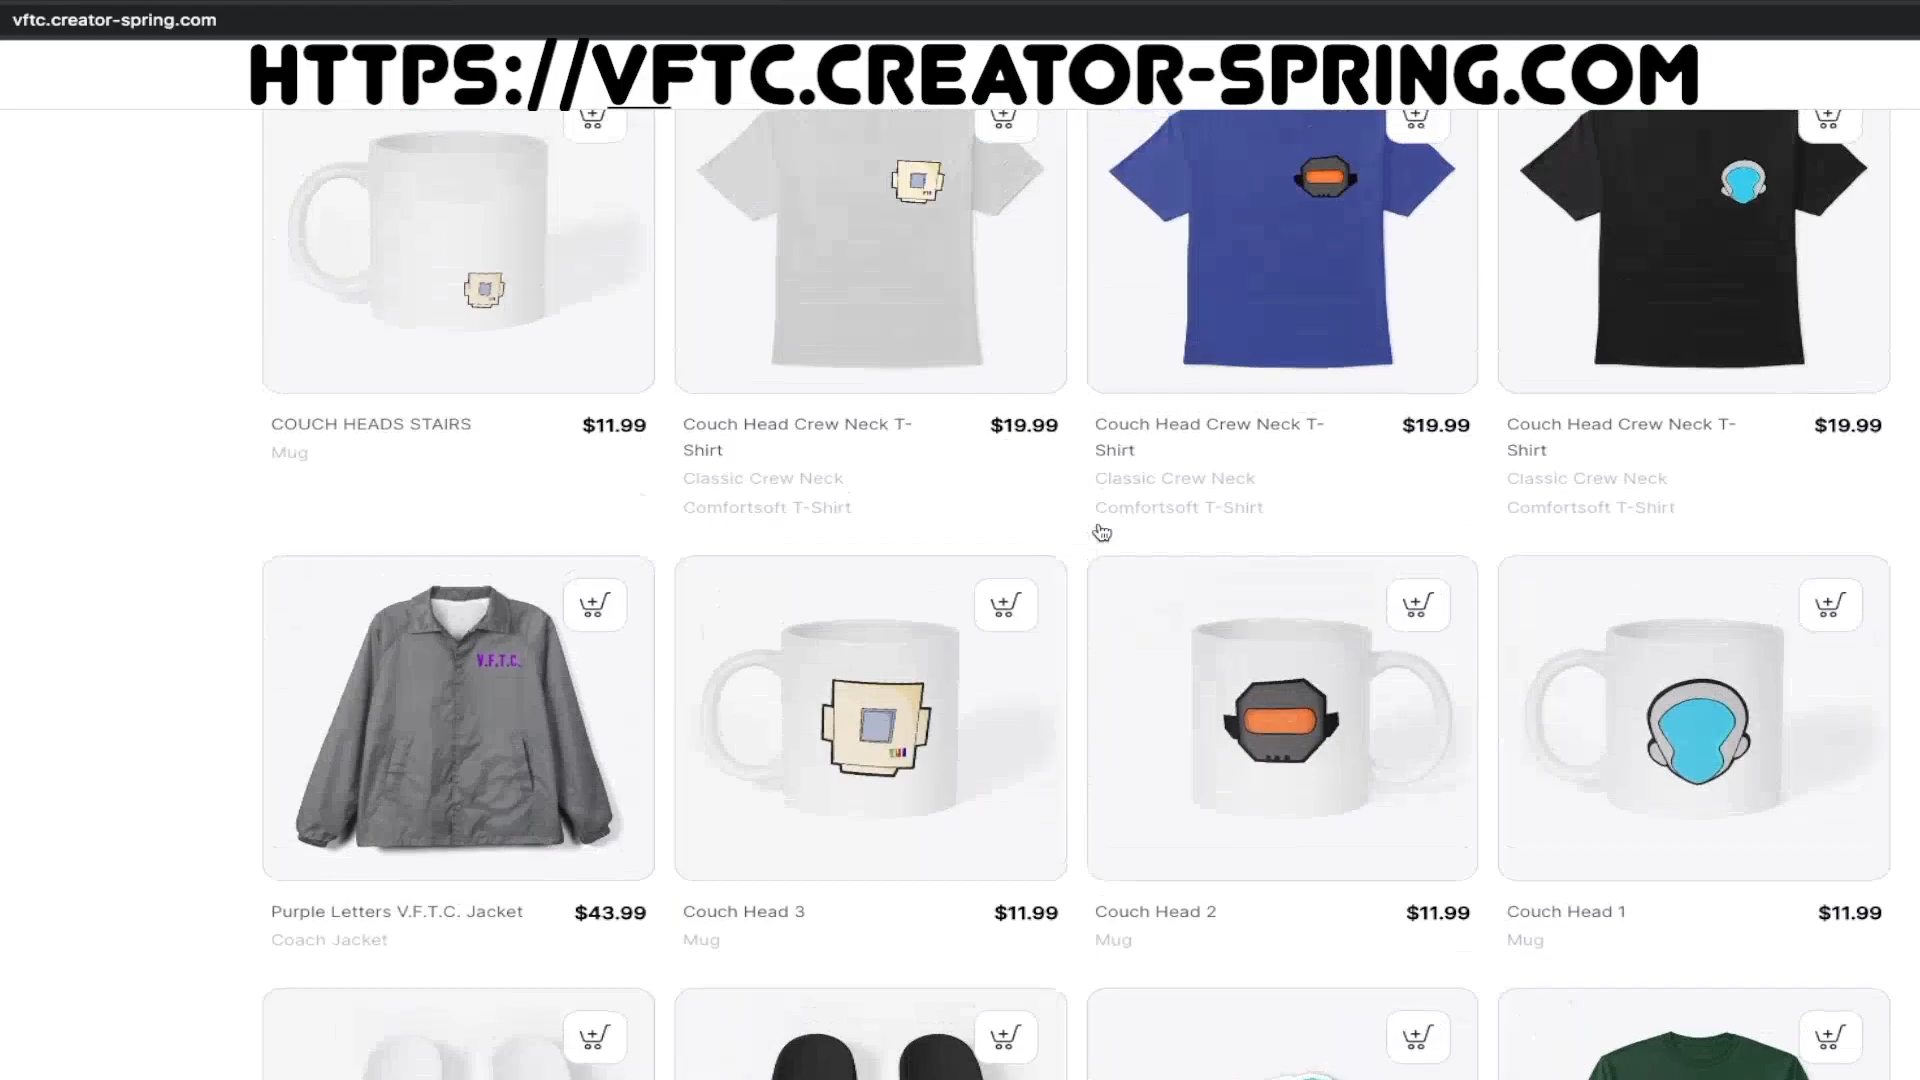 vftc.creator-spring.com
HTTPS://VFTC.CREATOR-SPRING.COM
COUCH HEADS STAIRS
$11.99
Mug
Couch Head Crew Neck T-
Shirt
$19.99
Classic Crew Neck
Comfortsoft T-Shirt
Couch Head Crew Neck T-
Shirt
$19.99
Classic Crew Neck
Comfortsoft T-Shirt
Couch Head Crew Neck T-
Shirt
$19.99
Classic Crew Neck
Comfortsoft T-Shirt
V.F.T.C.
Purple Letters V.F.T.C. Jacket
$43.99
Coach Jacket
Couch Head 3
$11.99
Mug
Couch Head 2
$11.99
Mug
Couch Head 1
$11.99
Mug